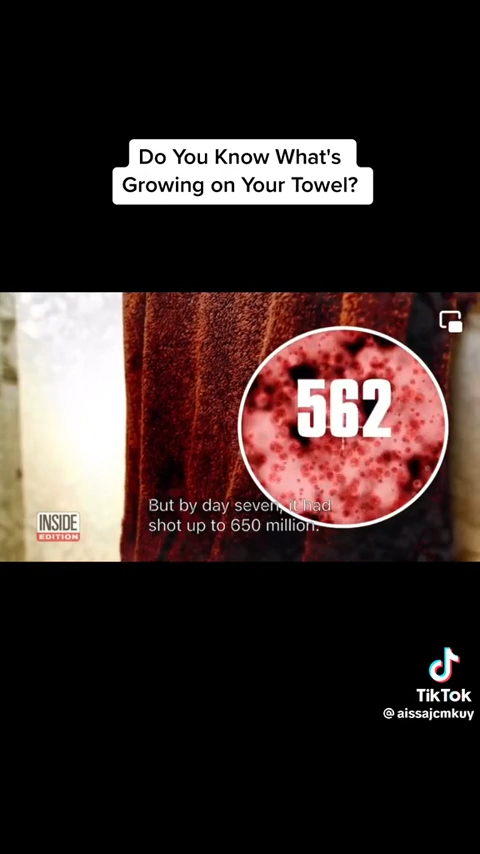 Do You Know What's
Growing on Your Towel?
562
But by day seven, it had
shot up to 650 million.
INSIDE
EDITION
TikTok
@aissajcmkuy